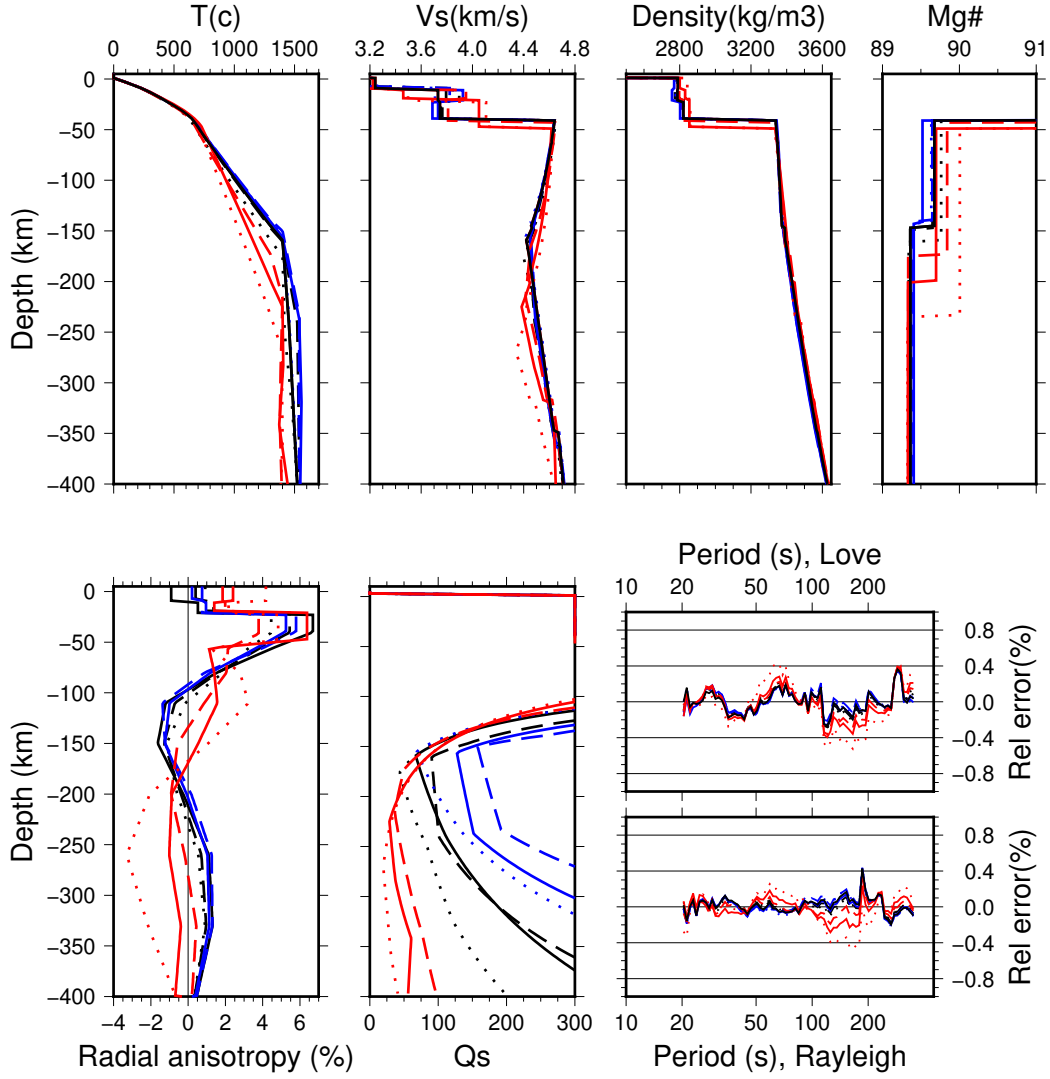 T(c) Vs(km/s) Density(kg/m3) Mg#
0 500 1000 1500 3.2 3.6 4.0 4.4 4.8 2800 3200 3600 89 90 91
0
−50
−100
−150
−200
−250
−300
−350
−400
Depth (km)
Period (s), Love
10 20 50 100 200
0.8
0.4
0.0
−0.4
−0.8
Rel error(%)
0
−50
−100
−150
−200
−250
−300
−350
−400
Depth (km)
0.8
0.4
0.0
−0.4
−0.8
Rel error(%)
−4 −2 0 2 4 6 0 100 200 300 10 20 50 100 200
Radial anisotropy (%) Qs Period (s), Rayleigh